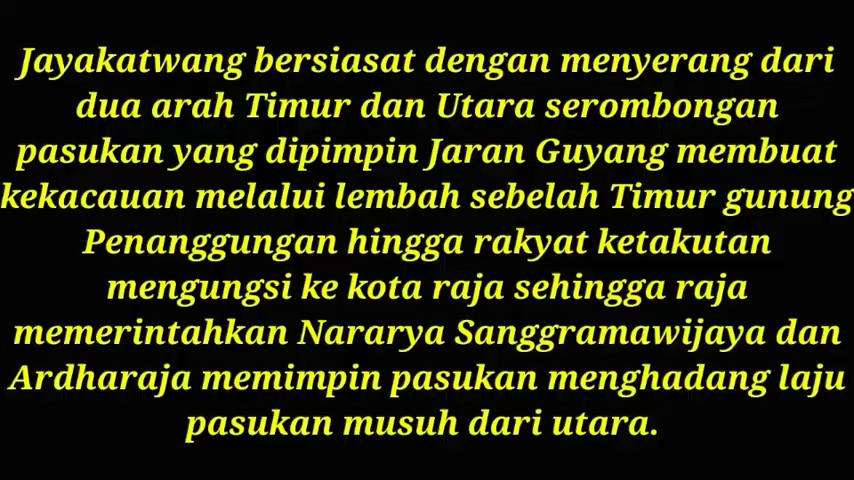 Jayakatwang bersiasat dengan menyerang dari
dua arah Timur dan Utara serombongan
pasukan yang dipimpin Jaran Guyang membuat
kekacauan melalui lembah sebelah Timur gunung
Penanggungan hingga rakyat ketakutan
mengungsi ke kota raja sehingga raja
memerintahkan Nararya Sanggramawijaya dan
Ardharaja memimpin pasukan menghadang laju
pasukan musuh dari utara.